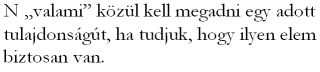 N „valami” közül kell megadni egy adott
tulajdonságút, ha tudjuk, hogy ilyen elem
biztosan van.